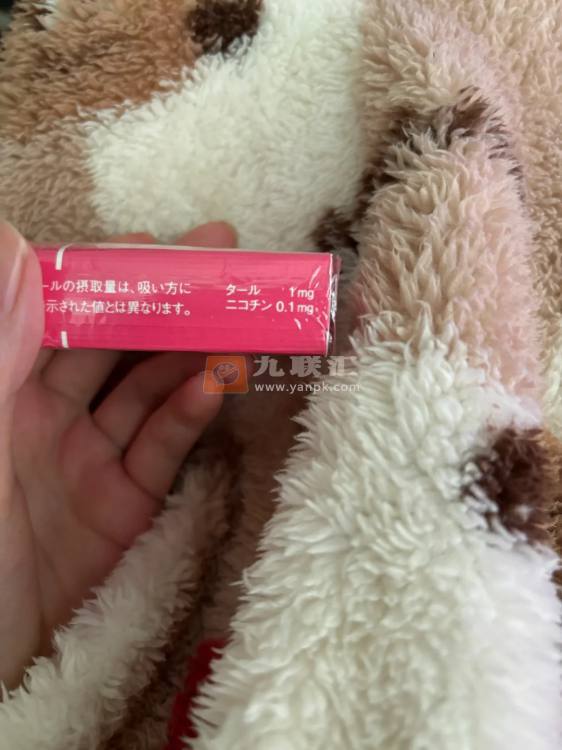 ールの摂取量は、吸い方に
示された値とは異なります。
タール 1mg
ニコチン 0.1mg
九联汇
www.yanpk.com